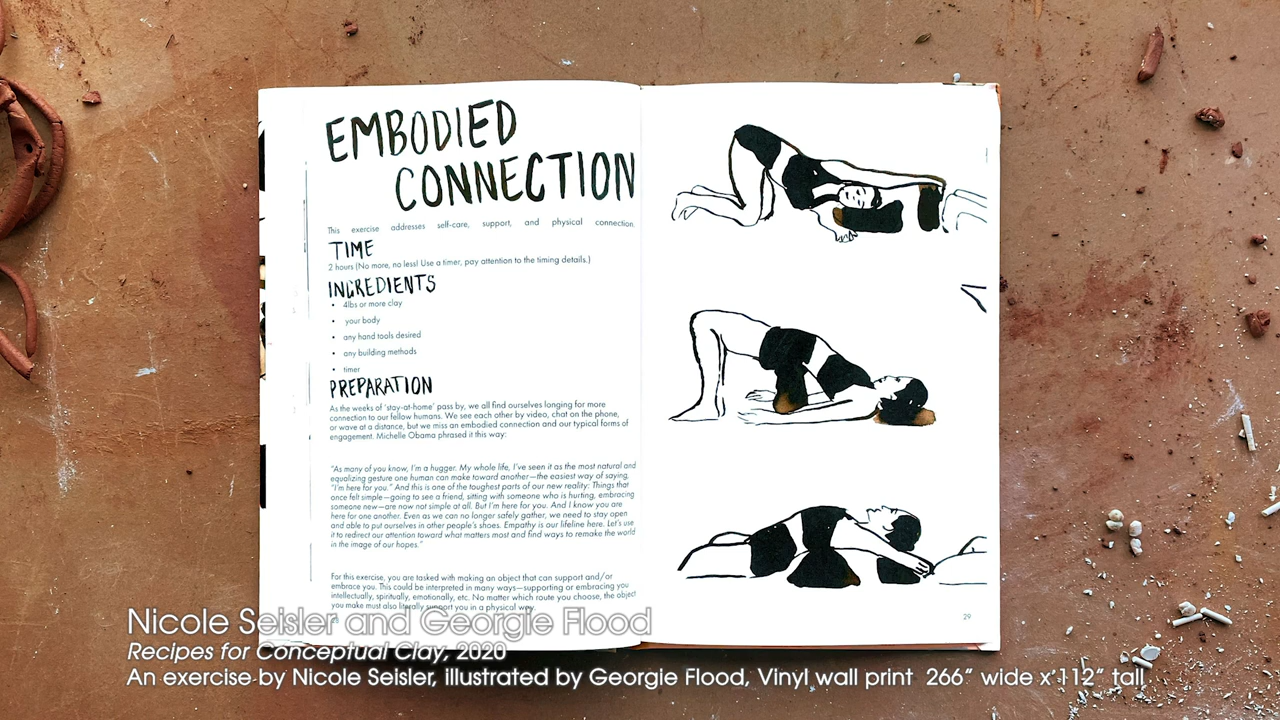 EMBODIED
CONNECTION
This exercise addresses self-care, support, and physical connection.
TIME
2 hours (No more, no less! Use a timer, pay attention to the timing details.)
INGREDIENTS
• 4lbs or more clay
• your body
• any hand tools desired
• any building methods
• timer
PREPARATION
As the weeks of 'stay-at-home' pass by, we all find ourselves longing for more
connection to our fellow humans. We see each other by video, chat on the phone,
or wave at a distance, but we miss an embodied connection and our typical forms of
engagement. Michelle Obama phrased it this way:
"As many of you know, I'm a hugger. My whole life, I've seen it as the most natural and
equalizing gesture one human can make toward another—the easiest way of saying,
"I'm here for you." And this is one of the toughest parts of our new reality: Things that
once felt simple—going to see a friend, sitting with someone who is hurting, embracing
someone new—are now not simple at all. But I'm here for you. And I know you are
here for one another. Even as we can no longer safely gather, we need to stay open
and able to put ourselves in other people's shoes. Empathy is our lifeline here. Let's use
it to redirect our attention toward what matters most and find ways to remake the world
in the image of our hopes."
For this exercise, you are tasked with making an object that can support and/or
embrace you. This could be interpreted in many ways—supporting or embracing you
intellectually, spiritually, emotionally, etc. No matter which route you choose, the object
you make must also literally support you in a physical way.
29
Nicole Seisler and Georgie Flood
Recipes for Conceptual Clay, 2020
An exercise by Nicole Seisler, illustrated by Georgie Flood, Vinyl wall print 266" wide x 112" tall